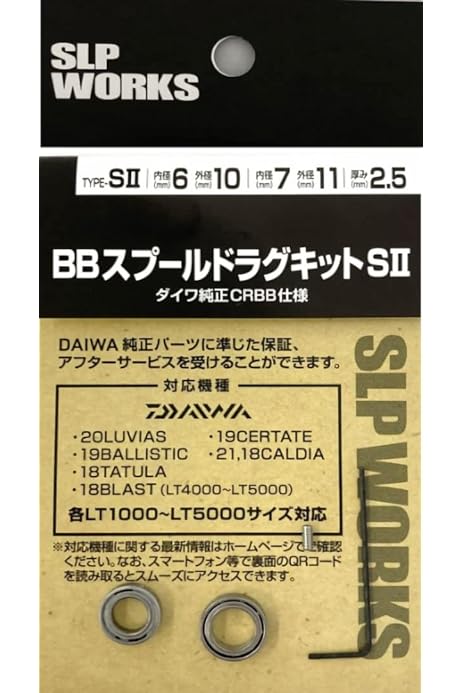 SLP
WORKS
TYPE-SⅡ 内径(mm)6 外径(mm)10 内径(mm)7 外径(mm)11 厚み(mm)2.5
BBスプールドラグキットSⅡ
ダイワ純正CRBB仕様
DAIWA純正パーツに準じた保証、
アフターサービスを受けることができます。
対応機種
DAIWA
・20LUVIAS ・19CERTATE
・19BALLISTIC ・21,18CALDIA
・18TATULA
・18BLAST(LT4000~LT5000)
各LT1000~LT5000サイズ対応
※対応機種に関する最新情報はホームページでご確認
ください。なお、スマートフォン等で裏面のQRコード
を読み取るとスムーズにアクセスできます。
SLP WORKS